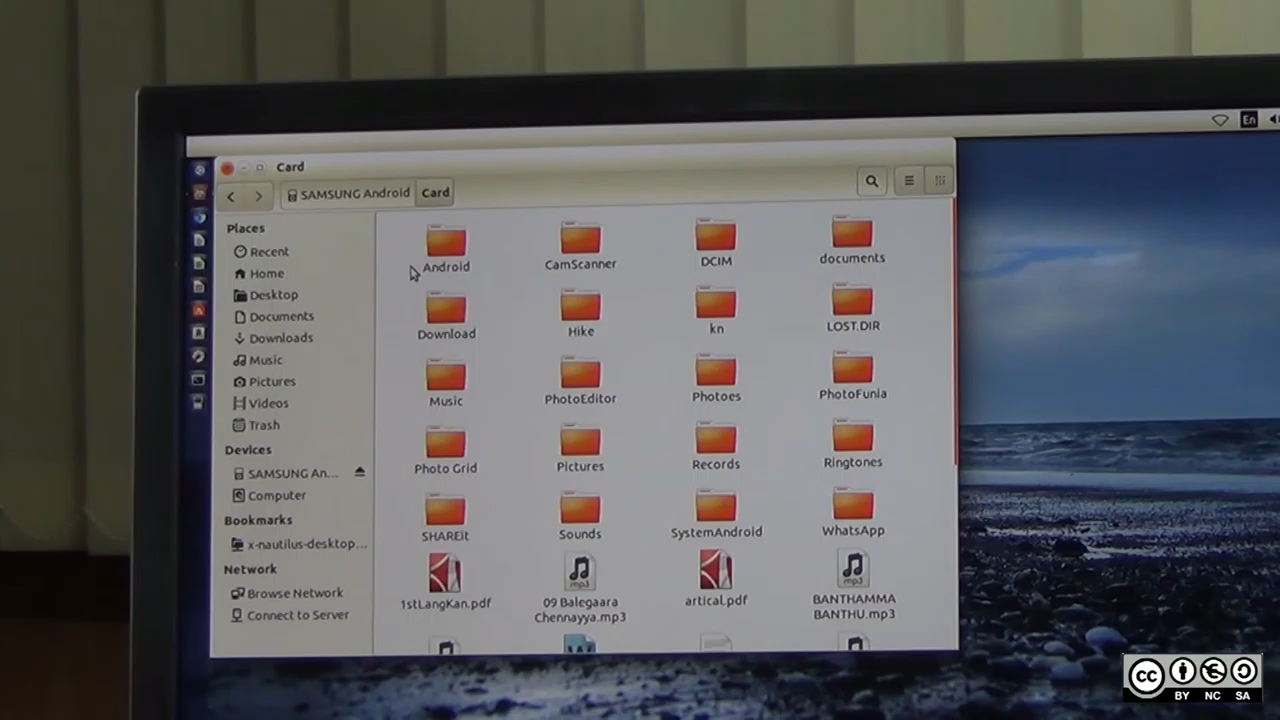 En
Card
SAMSUNG Android Card
Places
Recent
Home
Desktop
Documents
Downloads
Music
Pictures
Videos
Trash
Devices
SAMSUNG An...
Computer
Bookmarks
x-nautilus-desktop...
Network
Browse Network
Connect to Server
Android CamScanner DCIM documents
Download Hike kn LOST.DIR
Music PhotoEditor Photoes PhotoFunia
Photo Grid Pictures Records Ringtones
SHAREit Sounds SystemAndroid WhatsApp
mp3 mp3
1stLangKan.pdf
09 Balegaara
Chennayya.mp3
artical.pdf
BANTHAMMA
BANTHU.mp3
W
cc
BY NC SA